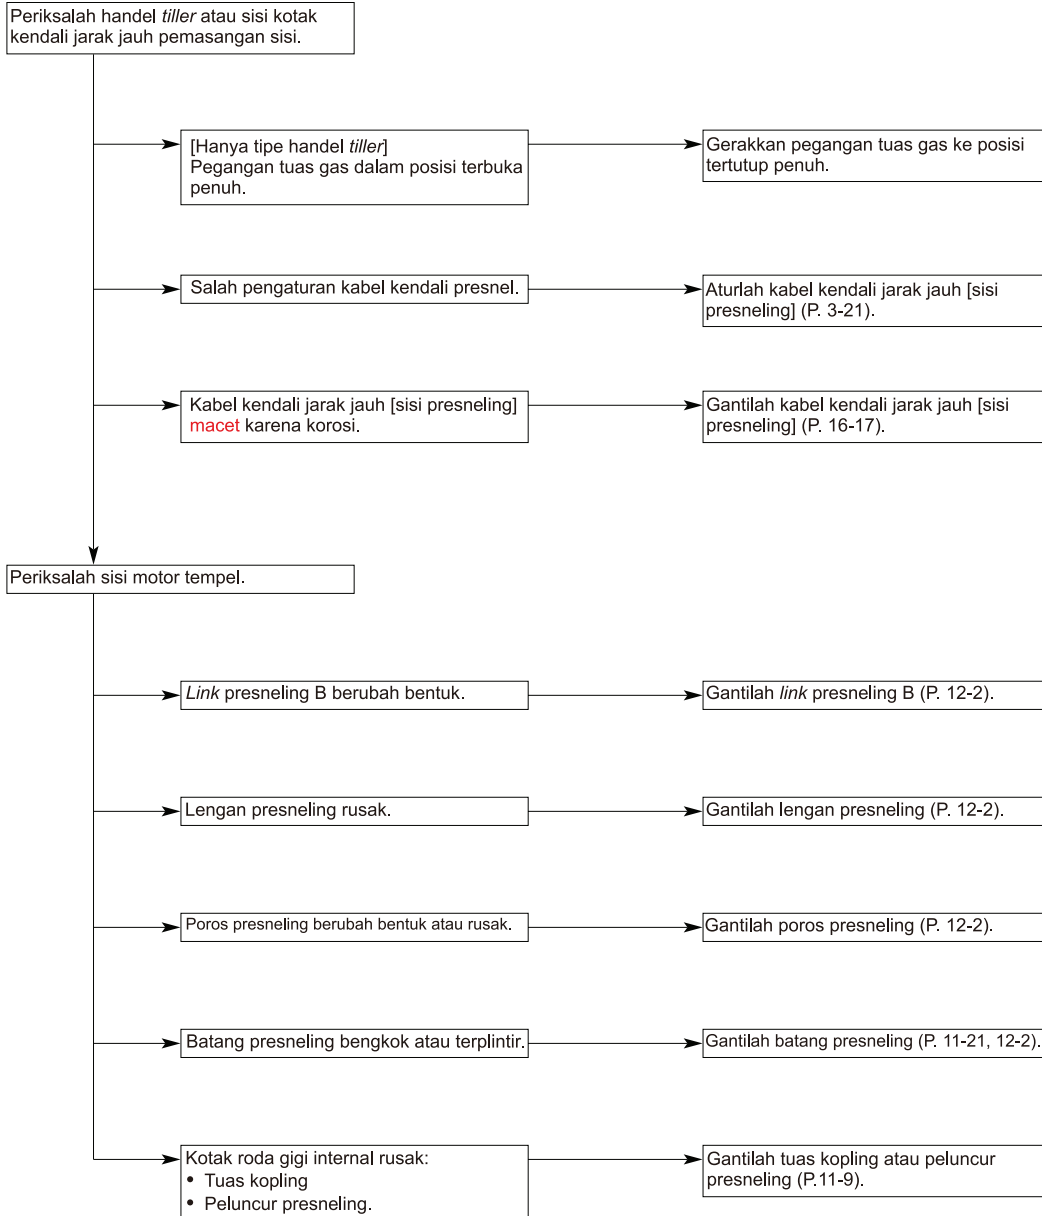 Periksalah handel tiller atau sisi kotak
kendali jarak jauh pemasangan sisi.
[Hanya tipe handel tiller]
Pegangan tuas gas dalam posisi terbuka
penuh.
Gerakkan pegangan tuas gas ke posisi
tertutup penuh.
Salah pengaturan kabel kendali presnel.
Aturlah kabel kendali jarak jauh [sisi
presneling] (P. 3-21).
Kabel kendali jarak jauh [sisi presneling]
macet karena korosi.
Gantilah kabel kendali jarak jauh [sisi
presneling] (P. 16-17).
Periksalah sisi motor tempel.
Link presneling B berubah bentuk.
Gantilah link presneling B (P. 12-2).
Lengan presneling rusak.
Gantilah lengan presneling (P. 12-2).
Poros presneling berubah bentuk atau rusak.
Gantilah poros presneling (P. 12-2).
Batang presneling bengkok atau terplintir.
Gantilah batang presneling (P. 11-21, 12-2).
Kotak roda gigi internal rusak:
• Tuas kopling
• Peluncur presneling.
Gantilah tuas kopling atau peluncur
presneling (P.11-9).